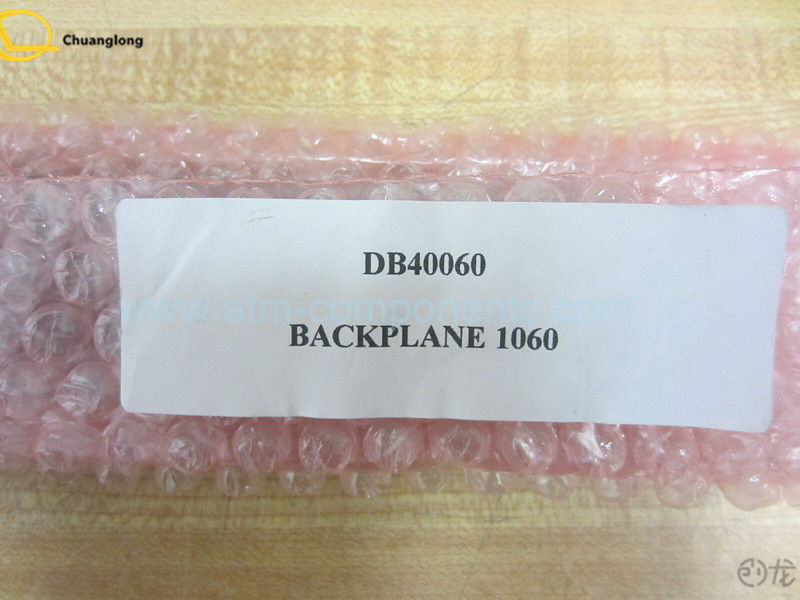 Chuanglong
DB40060
www.atm-components.com
BACKPLANE 1060